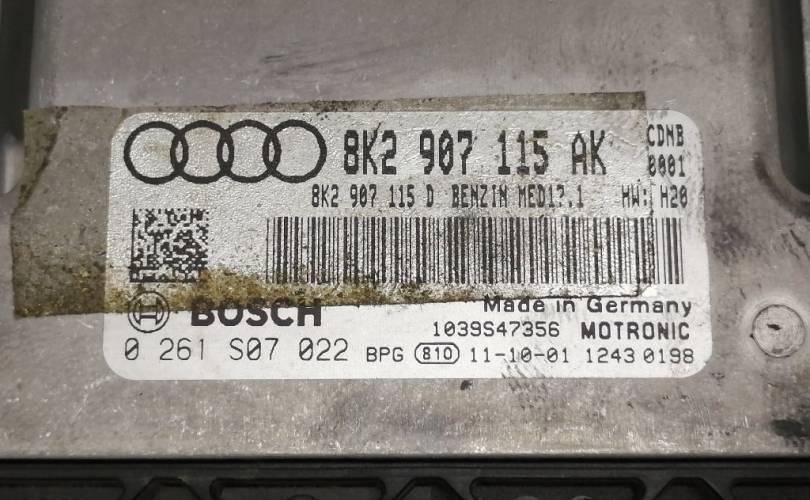 8K2 907 115 AK CDNB
0001
8K2 907 115 D BENZIN MED17.1 HW: H20
BOSCH Made in Germany
1039S47356 MOTRONIC
0 261 S07 022 BPG 810 11-10-01 1243 0198